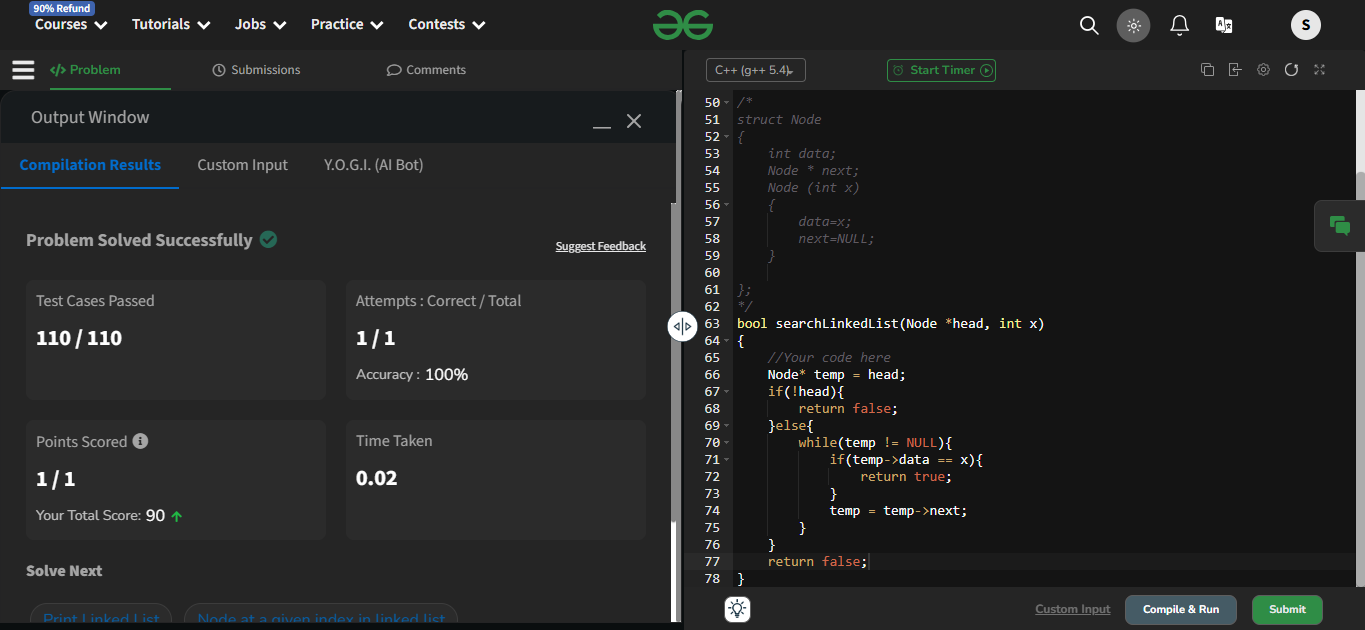 90% Refund
Courses Tutorials Jobs Practice Contests S
Problem Submissions Comments
Output Window
Compilation Results Custom Input Y.O.G.I. (AI Bot)
Problem Solved Successfully
Suggest Feedback
Test Cases Passed
110 / 110
Attempts : Correct / Total
1 / 1
Accuracy : 100%
Points Scored
1 / 1
Your Total Score: 90
Time Taken
0.02
Solve Next
Print Linked List Node at a given index in linked list
C++ (g++ 5.4) Start Timer
50 /*
51 struct Node
52 {
53 int data;
54 Node * next;
55 Node (int x)
56 {
57 data=x;
58 next=NULL;
59 }
60
61 };
62 */
63 bool searchLinkedList(Node *head, int x)
64 {
65 //Your code here
66 Node* temp = head;
67 if(!head){
68 return false;
69 }else{
70 while(temp != NULL){
71 if(temp->data == x){
72 return true;
73 }
74 temp = temp->next;
75 }
76 }
77 return false;
78 }
Custom Input Compile & Run Submit